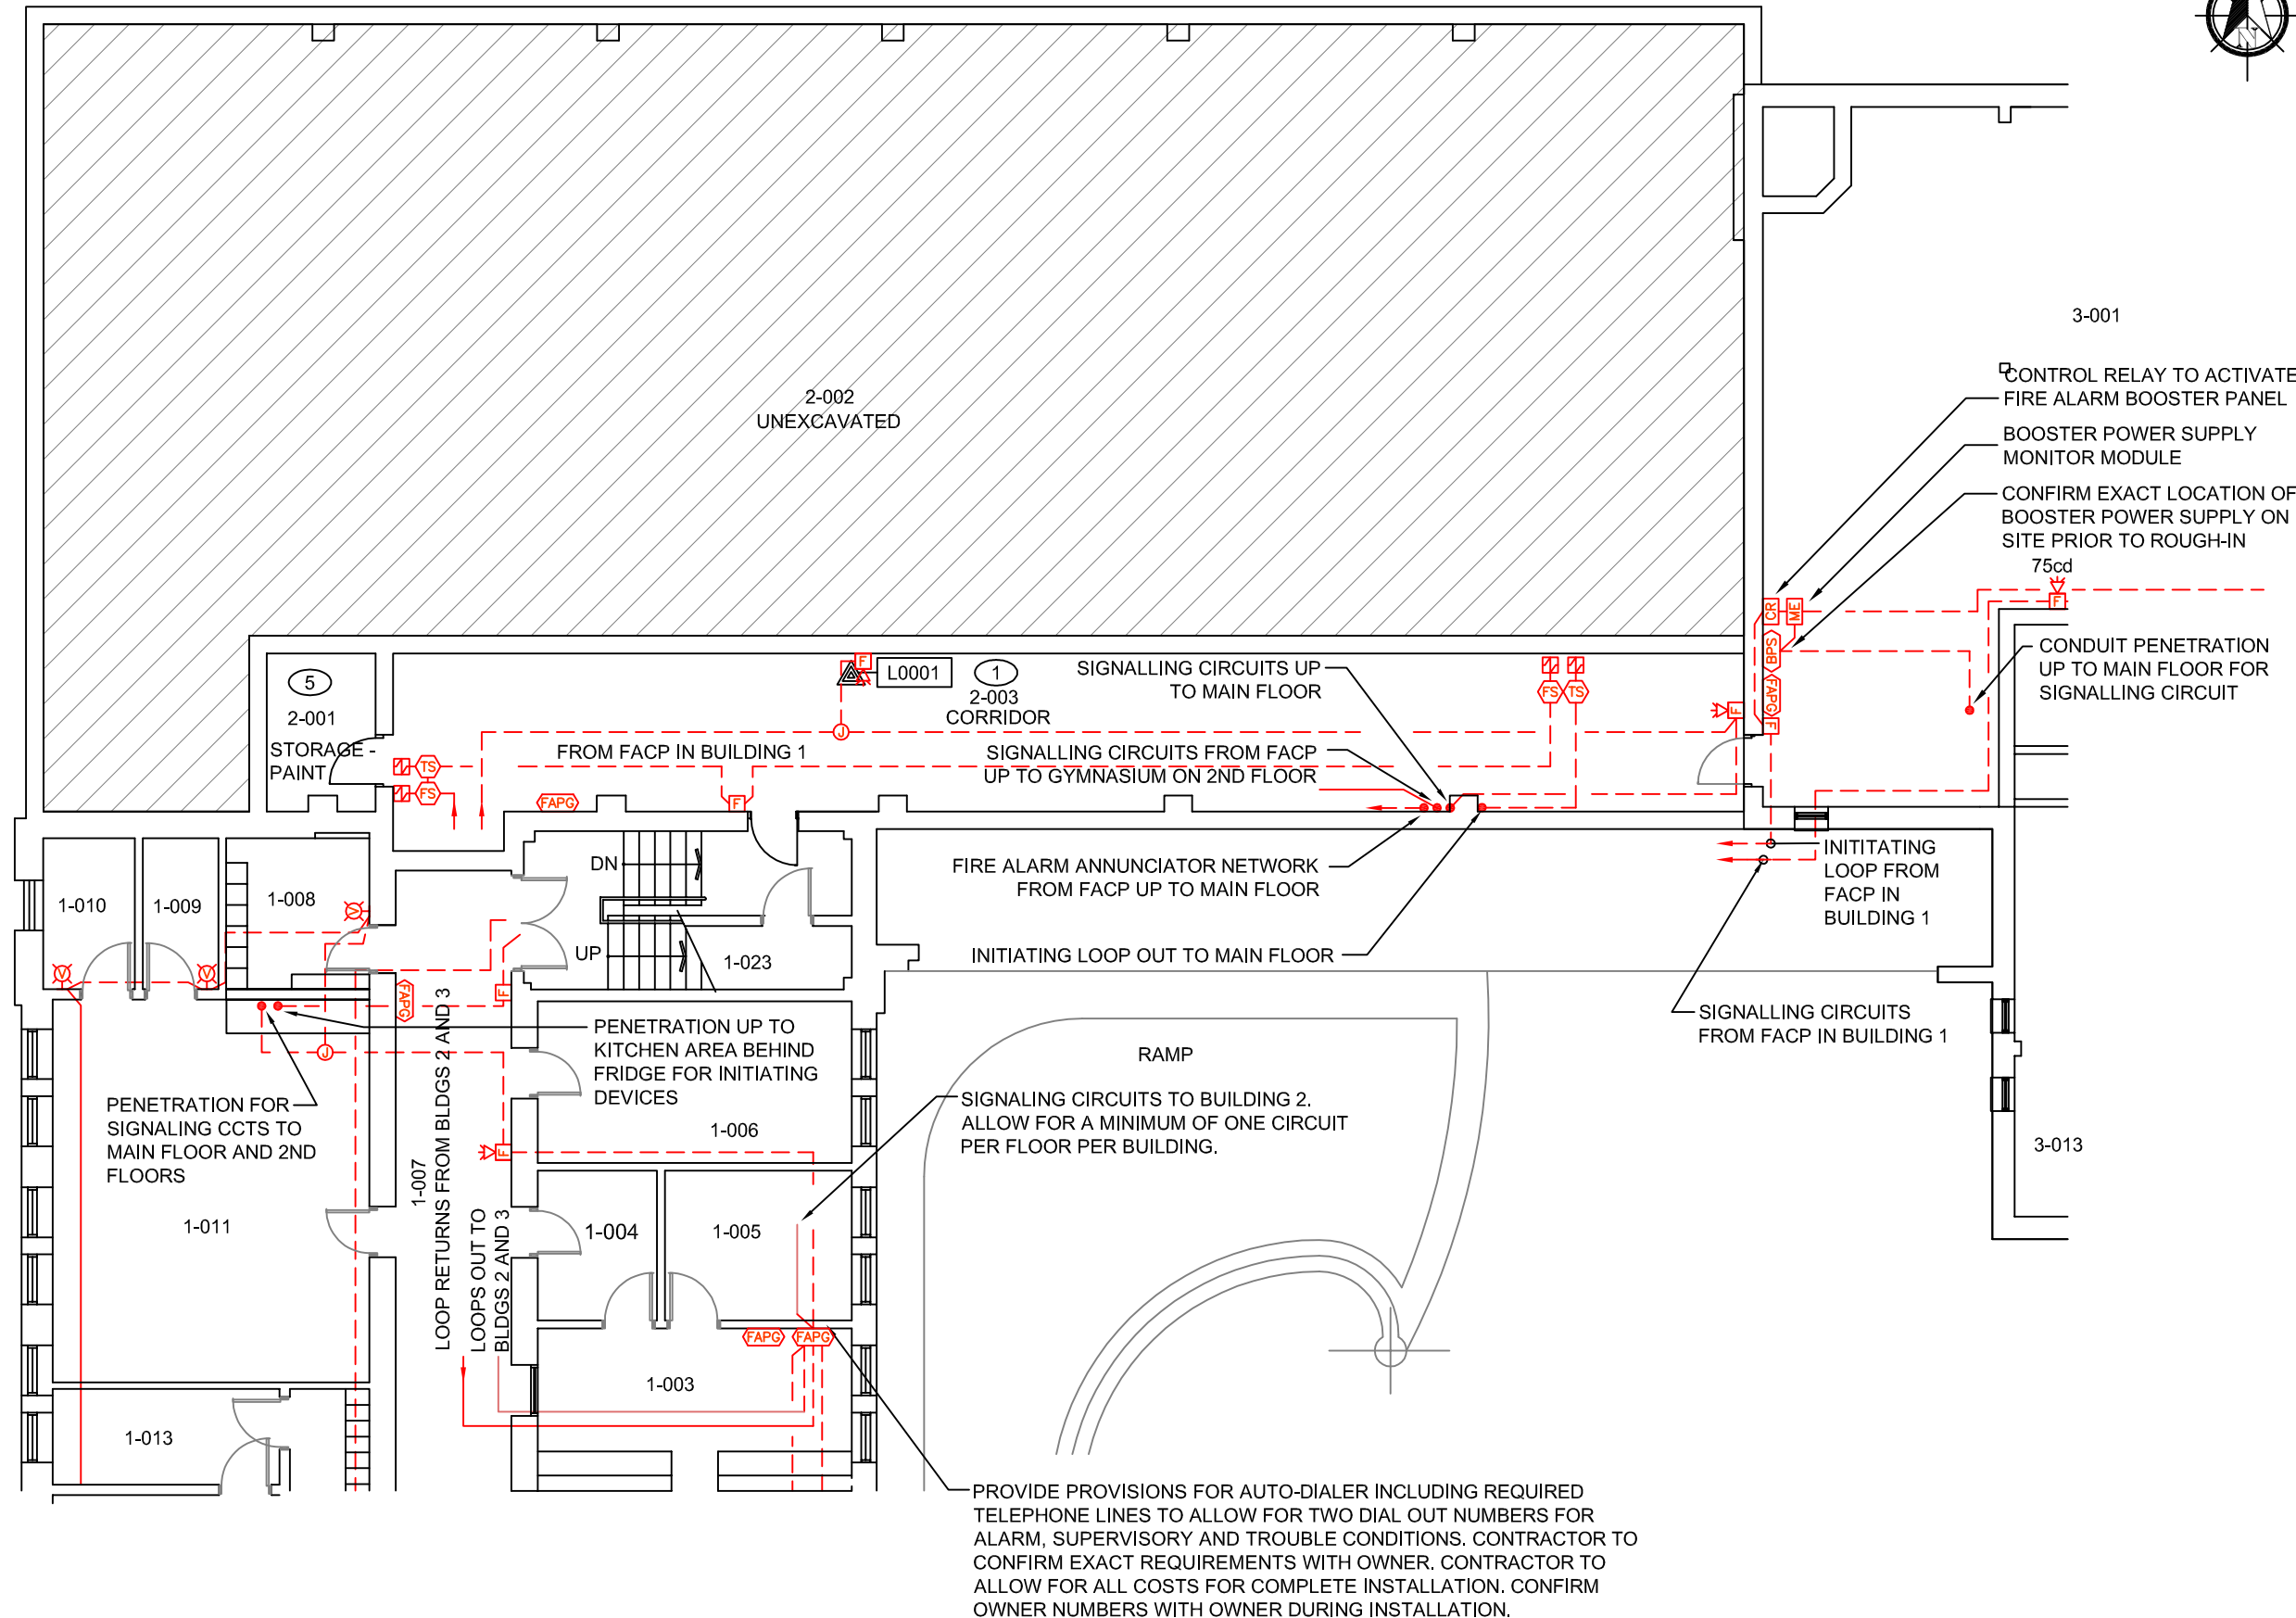 N
3-001
CONTROL RELAY TO ACTIVATE
FIRE ALARM BOOSTER PANEL
BOOSTER POWER SUPPLY
MONITOR MODULE
CONFIRM EXACT LOCATION OF
BOOSTER POWER SUPPLY ON
SITE PRIOR TO ROUGH-IN
75cd
F
CR
ME
BPS
FAPG
F
CONDUIT PENETRATION
UP TO MAIN FLOOR FOR
SIGNALLING CIRCUIT
2-002
UNEXCAVATED
5
2-001
STORAGE -
PAINT
F
L0001
1
2-003
CORRIDOR
SIGNALLING CIRCUITS UP
TO MAIN FLOOR
FS
TS
F
J
FROM FACP IN BUILDING 1
SIGNALLING CIRCUITS FROM FACP
UP TO GYMNASIUM ON 2ND FLOOR
TS
FS
FAPG
F
FIRE ALARM ANNUNCIATOR NETWORK
FROM FACP UP TO MAIN FLOOR
INITIATING LOOP OUT TO MAIN FLOOR
INITITATING
LOOP FROM
FACP IN
BUILDING 1
SIGNALLING CIRCUITS
FROM FACP IN BUILDING 1
DN
UP
1-023
1-010
1-009
1-008
V
V
V
FAPG
F
J
PENETRATION UP TO
KITCHEN AREA BEHIND
FRIDGE FOR INITIATING
DEVICES
1-006
PENETRATION FOR
SIGNALING CCTS TO
MAIN FLOOR AND 2ND
FLOORS
1-011
1-007
LOOP RETURNS FROM BLDGS 2 AND 3
LOOPS OUT TO
BLDGS 2 AND 3
F
RAMP
SIGNALING CIRCUITS TO BUILDING 2.
ALLOW FOR A MINIMUM OF ONE CIRCUIT
PER FLOOR PER BUILDING.
3-013
1-004
1-005
FAPG
FAPG
1-003
1-013
PROVIDE PROVISIONS FOR AUTO-DIALER INCLUDING REQUIRED
TELEPHONE LINES TO ALLOW FOR TWO DIAL OUT NUMBERS FOR
ALARM, SUPERVISORY AND TROUBLE CONDITIONS. CONTRACTOR TO
CONFIRM EXACT REQUIREMENTS WITH OWNER. CONTRACTOR TO
ALLOW FOR ALL COSTS FOR COMPLETE INSTALLATION. CONFIRM
OWNER NUMBERS WITH OWNER DURING INSTALLATION.